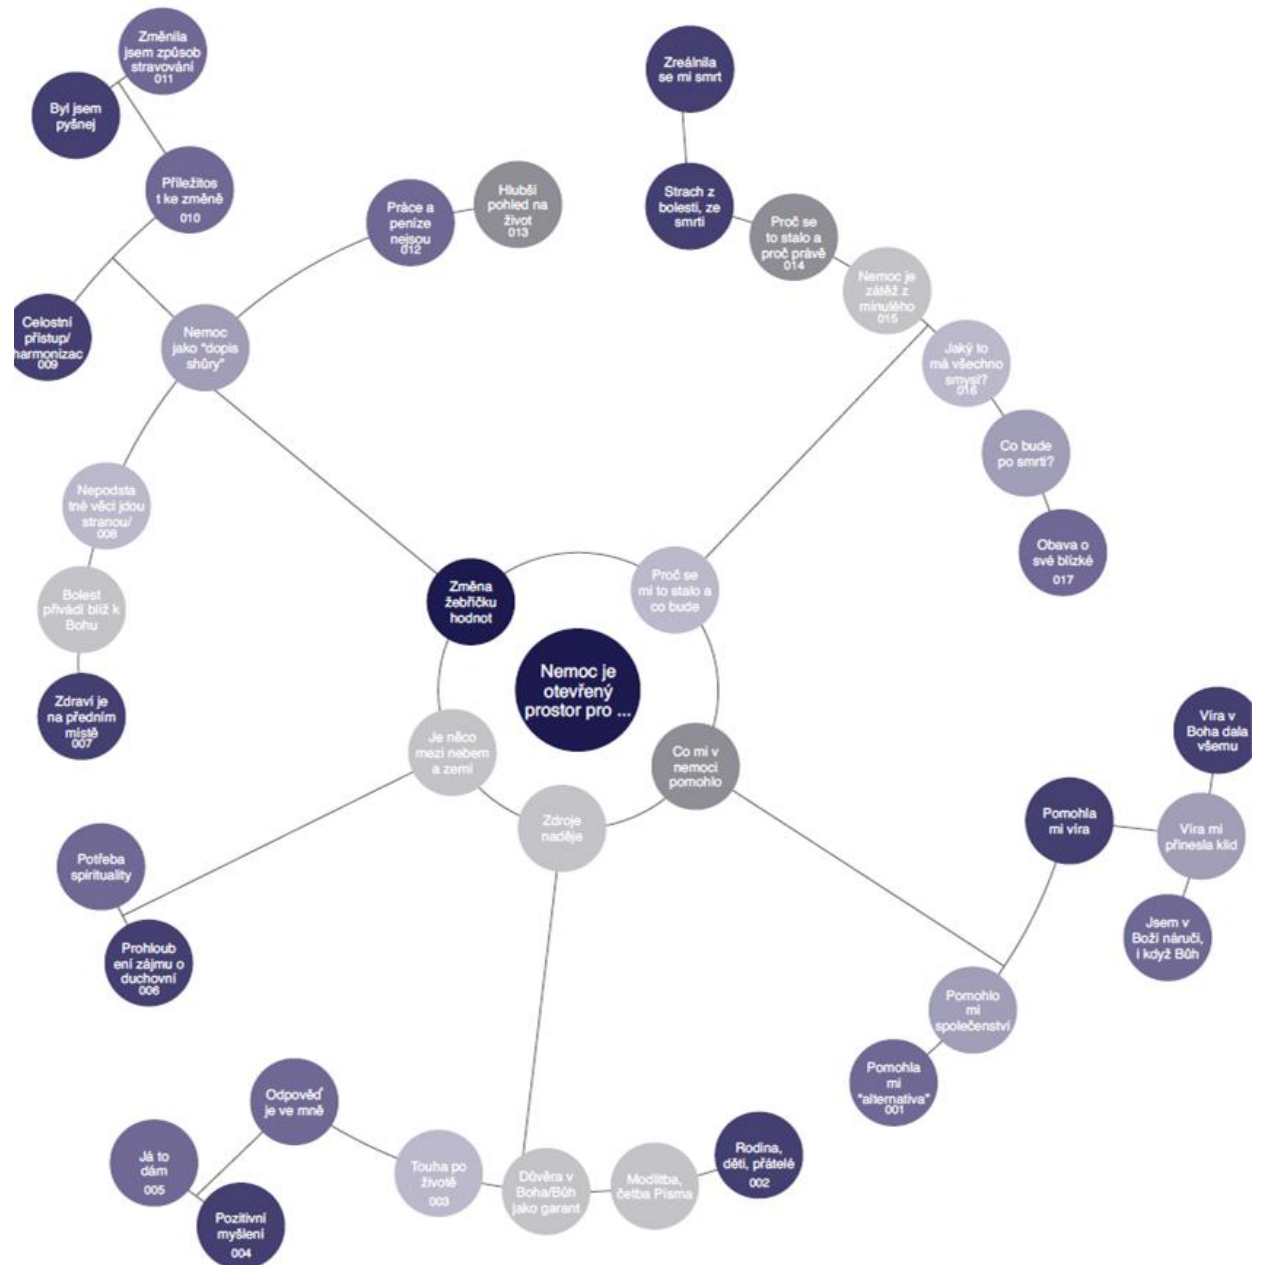 Změnila
jsem způsob
stravování
011
Byl jsem
pyšnej
Příležitos
t ke změně
010
Celostní
přístup/
harmonizac
009
Nemoc
jako "dopis
shůry"
Práce a
peníze
nejsou
012
Hlubší
pohled na
život
013
Zreálnila
se mi smrt
Strach z
bolesti, ze
smrti
Proč se
to stalo a
proč právě
014
Nemoc je
zátěž z
minulého
015
Jaký to
má všechno
smysl?
016
Co bude
po smrti?
Obava o
své blízké
017
Nepodsta
tné věci jdou
stranou/
008
Bolest
přivádí blíž k
Bohu
Zdraví je
na předním
místě
007
Změna
žebříčku
hodnot
Proč se
mi to stalo a
co bude
Nemoc je
otevřený
prostor pro ...
Je něco
mezi nebem
a zemí
Zdroje
naděje
Co mi v
nemoci
pomohlo
Potřeba
spirituality
Prohloub
ení zájmu o
duchovní
006
Víra v
Boha dala
všemu
Pomohla
mi víra
Víra mi
přinesla klid
Jsem v
Boží náruči,
i když Bůh
Pomohlo
mi
společenství
Pomohla
mi
"alternativa"
001
Odpověď
je ve mně
Já to
dám
005
Pozitivní
myšlení
004
Touha po
životě
003
Důvěra v
Boha/Bůh
jako garant
Modlitba,
četba Písma
Rodina,
děti, přátelé
002